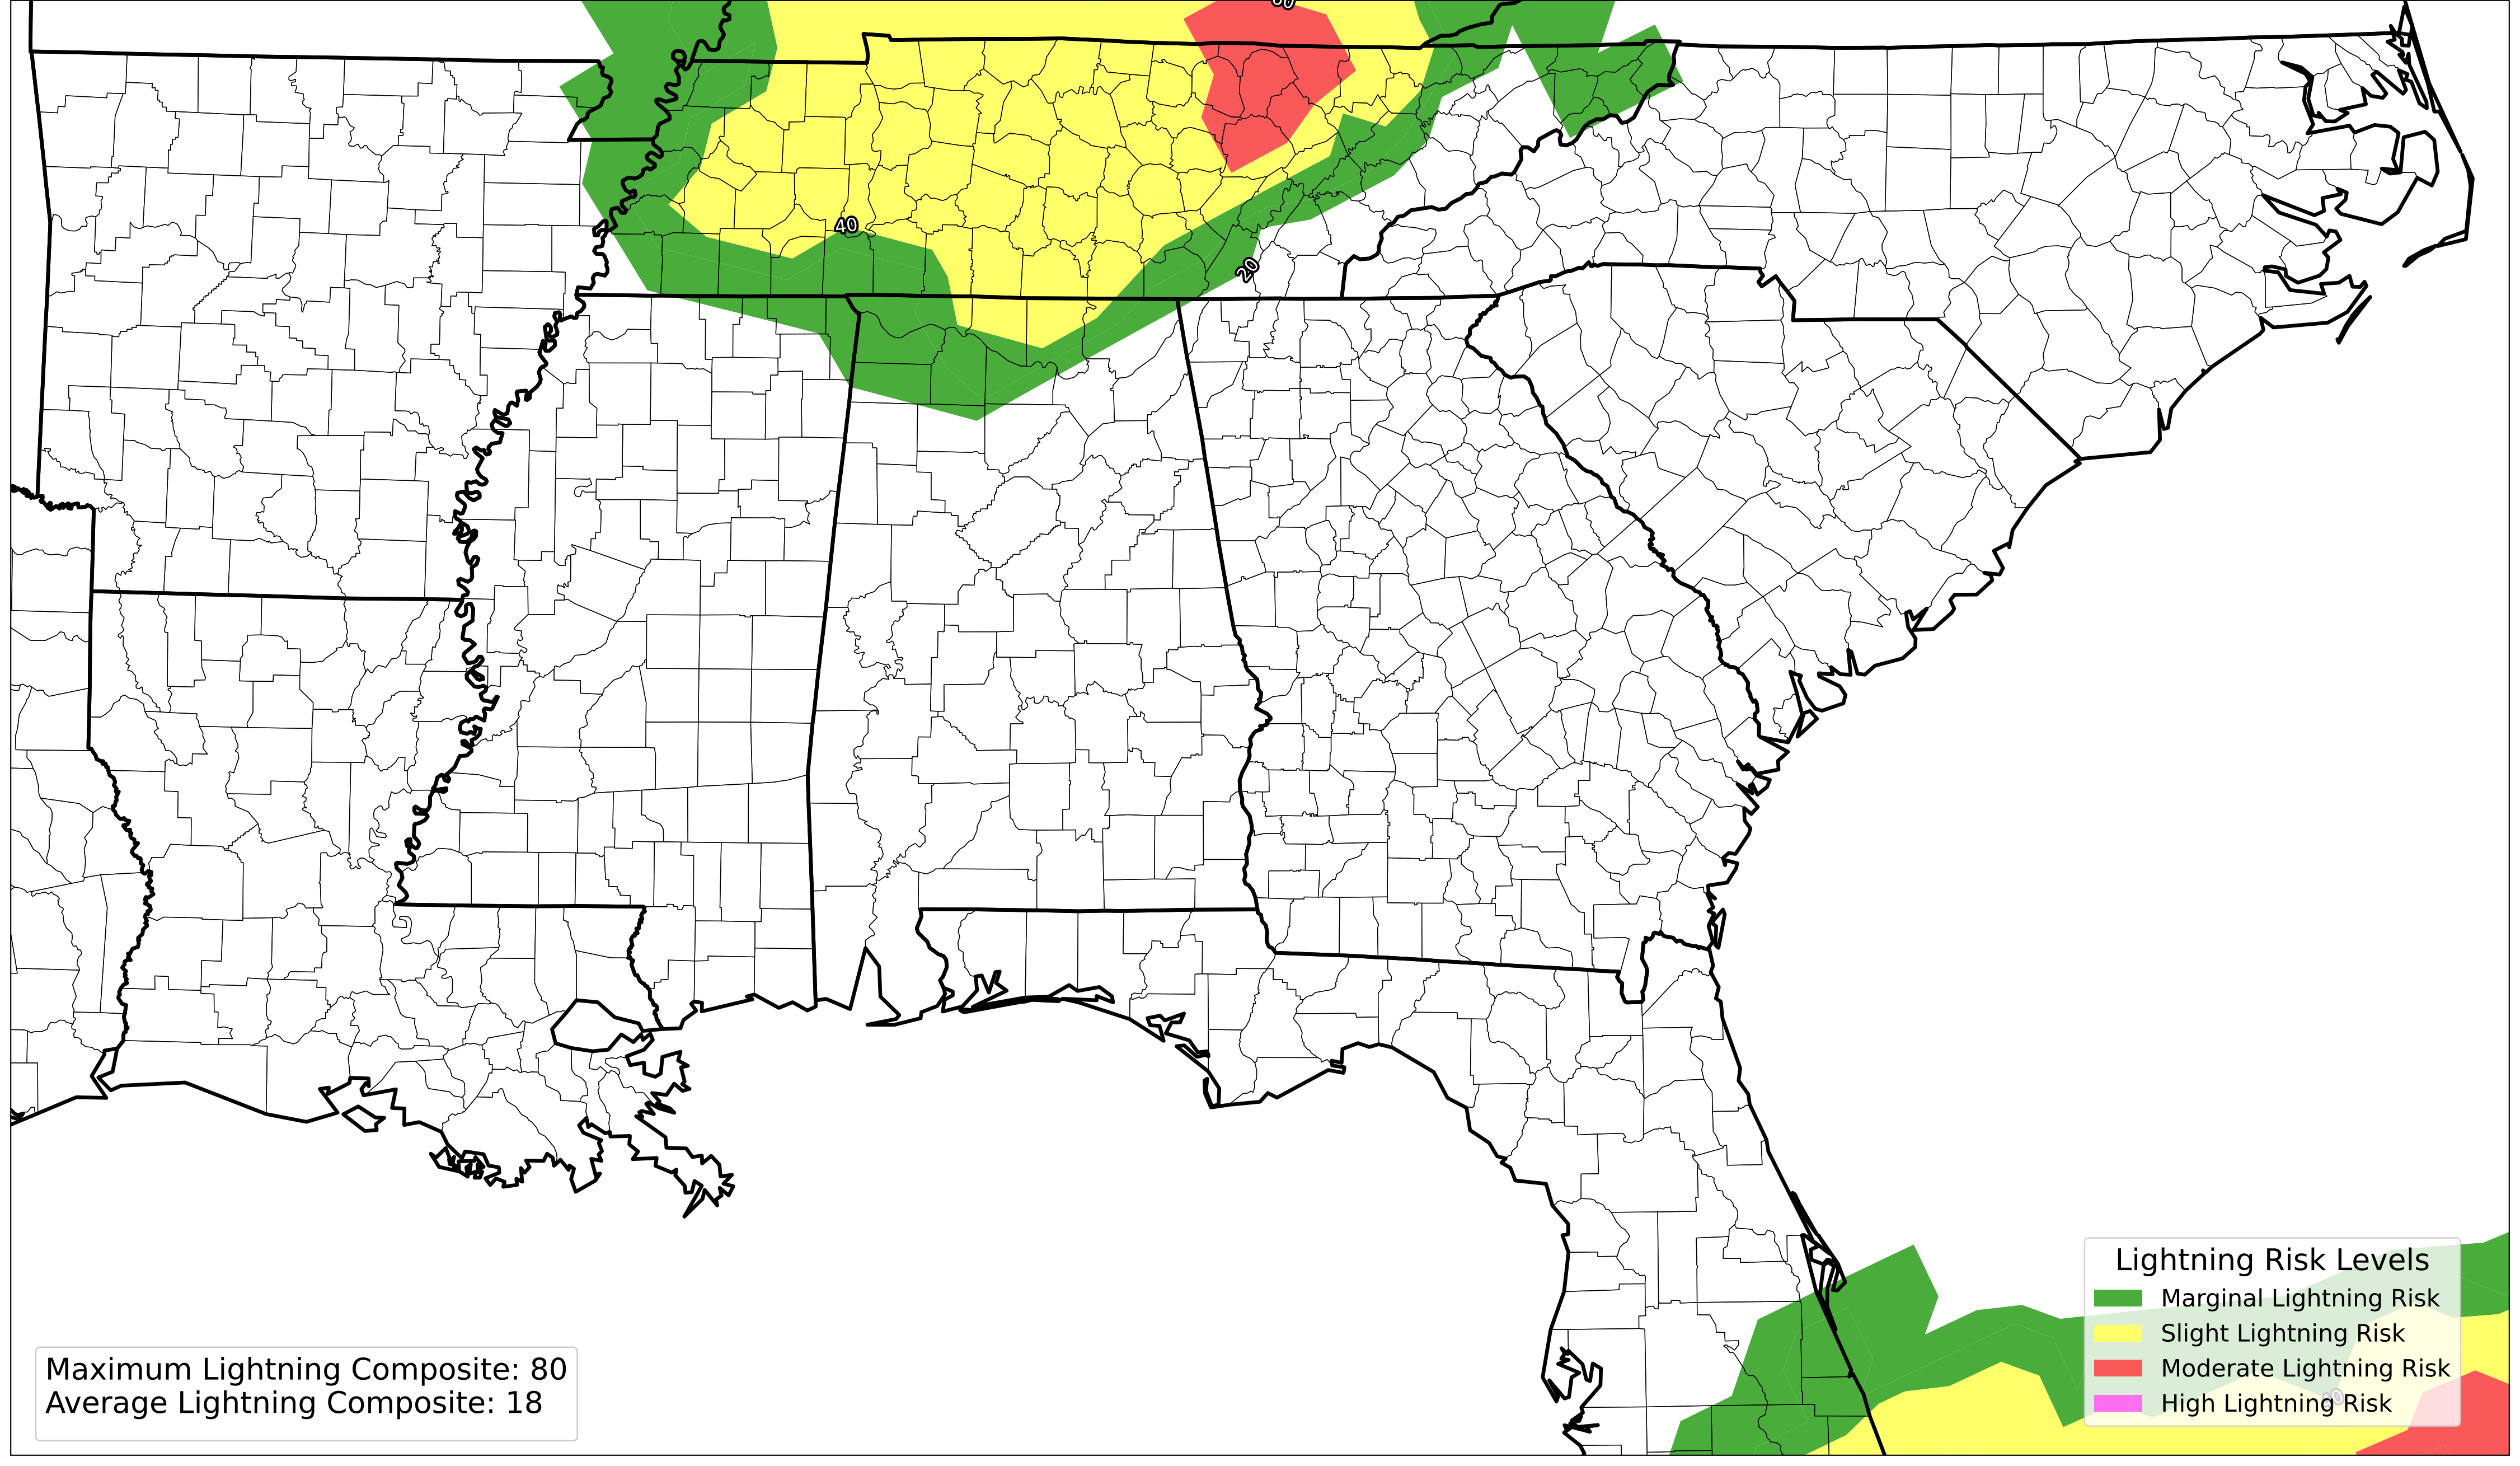 60
40
20
Lightning Risk Levels
Marginal Lightning Risk
Slight Lightning Risk
Moderate Lightning Risk
High Lightning Risk
Maximum Lightning Composite: 80
Average Lightning Composite: 18